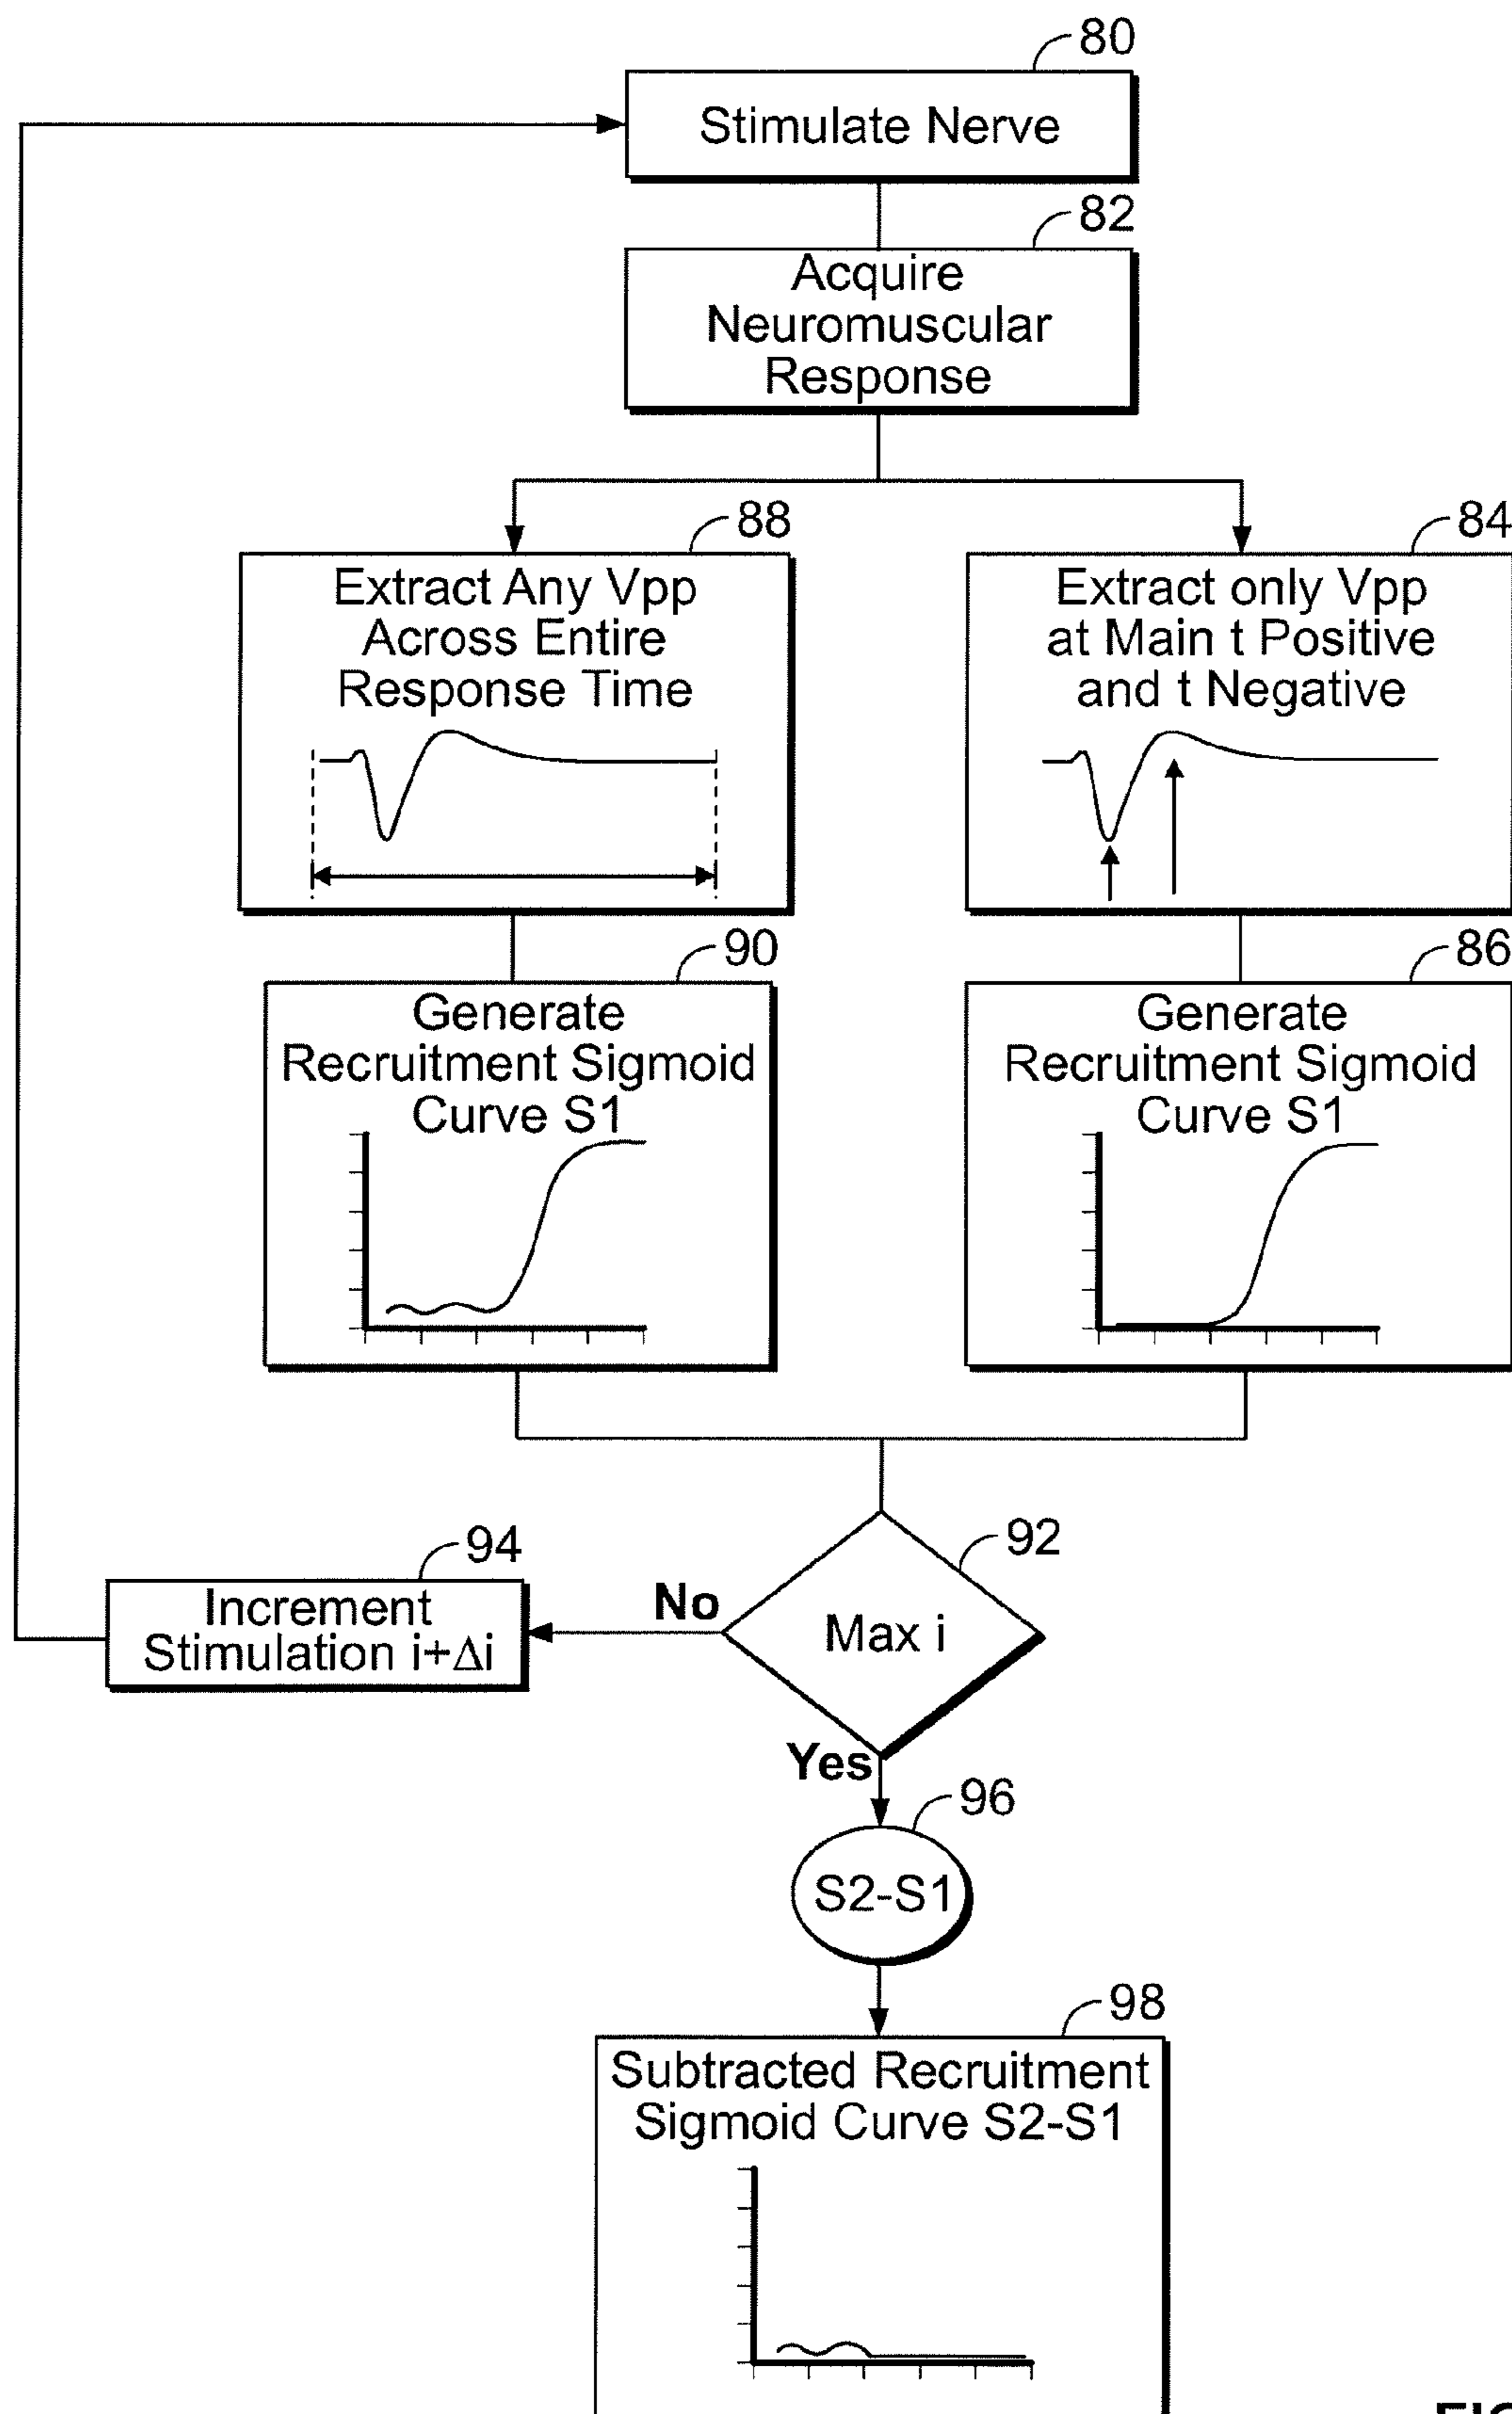 80
Stimulate Nerve
82
Acquire
Neuromuscular
Response
88
Extract Any Vpp
Across Entire
Response Time
84
Extract only Vpp
at Main t Positive
and t Negative
90
Generate
Recruitment Sigmoid
Curve S1
86
Generate
Recruitment Sigmoid
Curve S1
92
Max i
No
94
Increment
Stimulation i+Δi
Yes
96
S2-S1
98
Subtracted Recruitment
Sigmoid Curve S2-S1